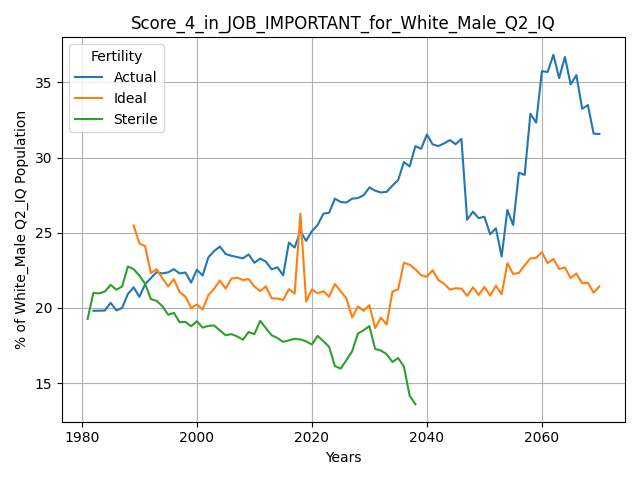 Score_4_in_JOB_IMPORTANT_for_White_Male_Q2_IQ
Fertility
Actual
Ideal
Sterile
% of White_Male Q2_IQ Population
35
30
25
20
15
1980
2000
2020
2040
2060
Years